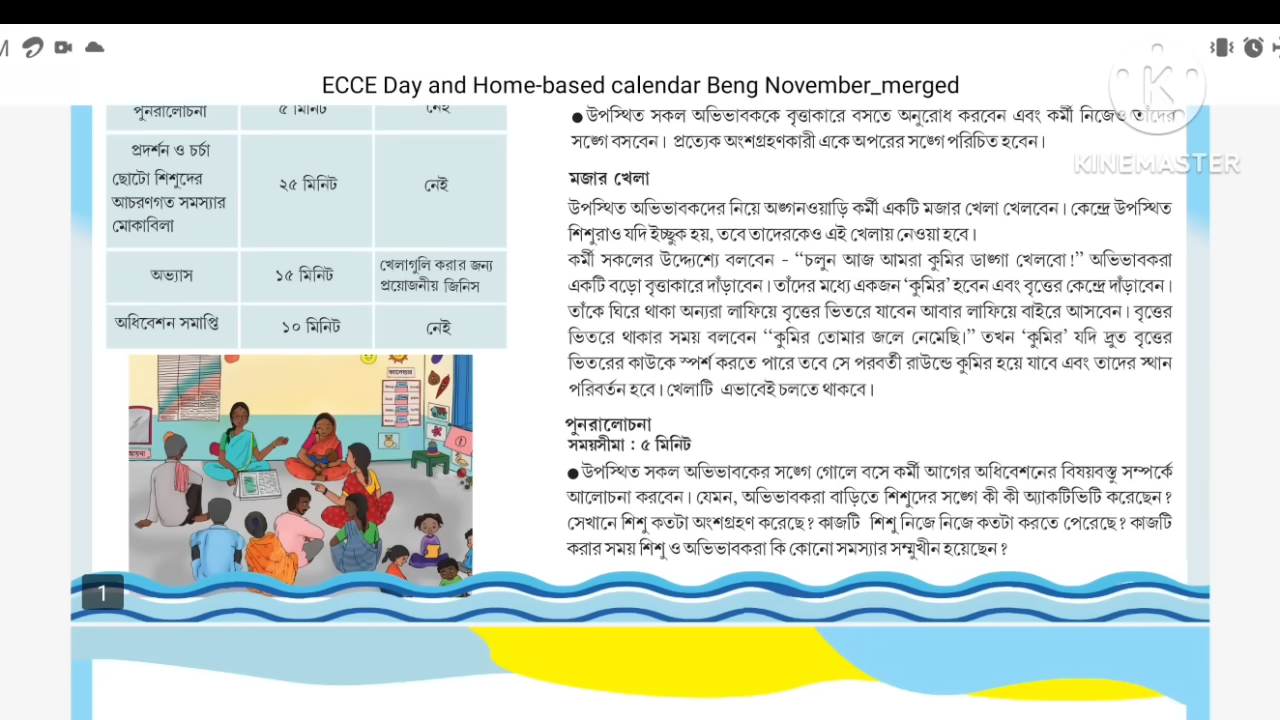 ECCE Day and Home-based calendar Beng November_merged
KINEMASTER
পুনরালোচনা ৫ মিনিট নেই
প্রদর্শন ও চর্চা
ছোটো শিশুদের
আচরণগত সমস্যার
মোকাবিলা
২৫ মিনিট নেই
অভ্যাস ১৫ মিনিট
খেলাগুলি করার জন্য
প্রয়োজনীয় জিনিস
অধিবেশন সমাপ্তি ১০ মিনিট নেই
1
● উপস্থিত সকল অভিভাবককে বৃত্তাকারে বসতে অনুরোধ করবেন এবং কর্মী নিজেও তাঁদের
সঙ্গে বসবেন। প্রত্যেক অংশগ্রহণকারী একে অপরের সঙ্গে পরিচিত হবেন।
মজার খেলা
উপস্থিত অভিভাবকদের নিয়ে অঙ্গনওয়াড়ি কর্মী একটি মজার খেলা খেলবেন। কেন্দ্রে উপস্থিত
শিশুরাও যদি ইচ্ছুক হয়, তবে তাদেরকেও এই খেলায় নেওয়া হবে।
কর্মী সকলের উদ্দ্যেশ্যে বলবেন - “চলুন আজ আমরা কুমির ডাঙ্গা খেলবো!” অভিভাবকরা
একটি বড়ো বৃত্তাকারে দাঁড়াবেন। তাঁদের মধ্যে একজন ‘কুমির’ হবেন এবং বৃত্তের কেন্দ্রে দাঁড়াবেন।
তাঁকে ঘিরে থাকা অন্যরা লাফিয়ে বৃত্তের ভিতরে যাবেন আবার লাফিয়ে বাইরে আসবেন। বৃত্তের
ভিতরে থাকার সময় বলবেন “কুমির তোমার জলে নেমেছি।” তখন ‘কুমির’ যদি দ্রুত বৃত্তের
ভিতরের কাউকে স্পর্শ করতে পারে তবে সে পরবর্তী রাউন্ডে কুমির হয়ে যাবে এবং তাদের স্থান
পরিবর্তন হবে। খেলাটি এভাবেই চলতে থাকবে।
পুনরালোচনা
সময়সীমা : ৫ মিনিট
● উপস্থিত সকল অভিভাবকের সঙ্গে গোলে বসে কর্মী আগের অধিবেশনের বিষয়বস্তু সম্পর্কে
আলোচনা করবেন। যেমন, অভিভাবকরা বাড়িতে শিশুদের সঙ্গে কী কী অ্যাকটিভিটি করেছেন?
সেখানে শিশু কতটা অংশগ্রহণ করেছে? কাজটি শিশু নিজে নিজে কতটা করতে পেরেছে? কাজটি
করার সময় শিশু ও অভিভাবকরা কি কোনো সমস্যার সম্মুখীন হয়েছেন?